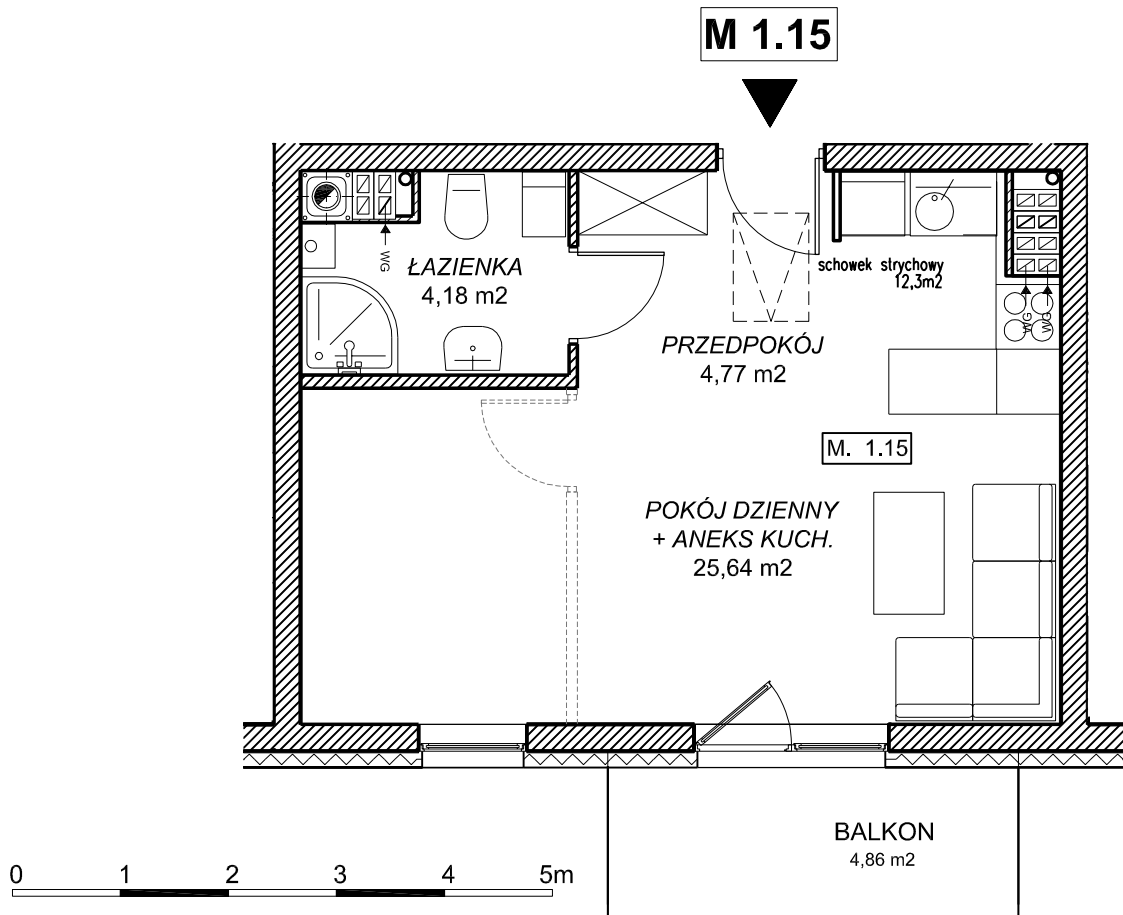 M 1.15
WG
ŁAZIENKA
4,18 m2
schowek strychowy
12,3m2
WG
WG
PRZEDPOKÓJ
4,77 m2
M. 1.15
POKÓJ DZIENNY
+ ANEKS KUCH.
25,64 m2
BALKON
4,86 m2
0 1 2 3 4 5m